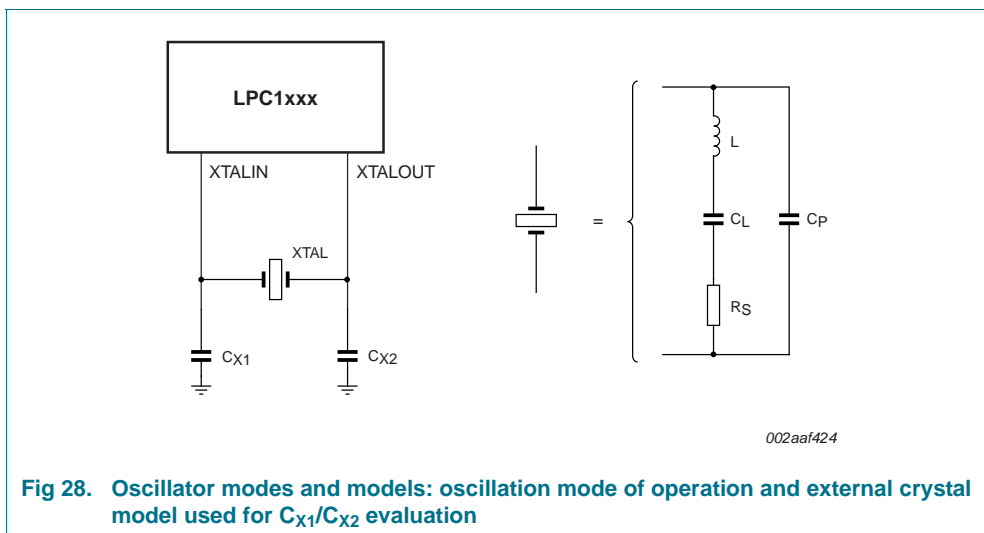 LPC1xxx
XTALIN
XTALOUT
XTAL
CX1
CX2
=
L
CL
CP
RS
002aaf424
Fig 28. Oscillator modes and models: oscillation mode of operation and external crystal
model used for CX1/CX2 evaluation